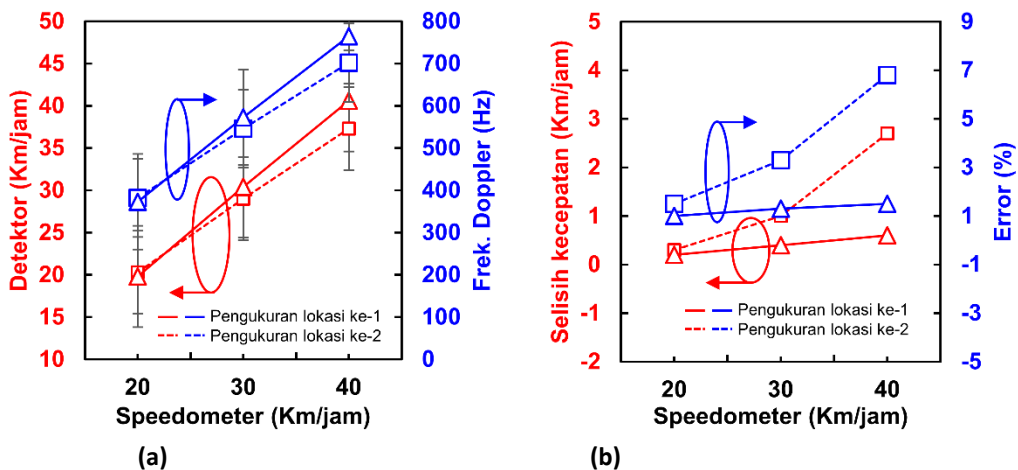 (a)
Detektor (Km/jam)
50
45
40
35
30
25
20
15
10
800
700
600
500
400
300
200
100
0
Frek. Doppler (Hz)
Pengukuran lokasi ke-1
Pengukuran lokasi ke-2
20 30 40
Speedometer (Km/jam)
(a)
(b)
Selisih kecepatan (Km/jam)
5
4
3
2
1
0
-1
-2
9
7
5
3
1
-1
-3
-5
Error (%)
Pengukuran lokasi ke-1
Pengukuran lokasi ke-2
20 30 40
Speedometer (Km/jam)
(b)